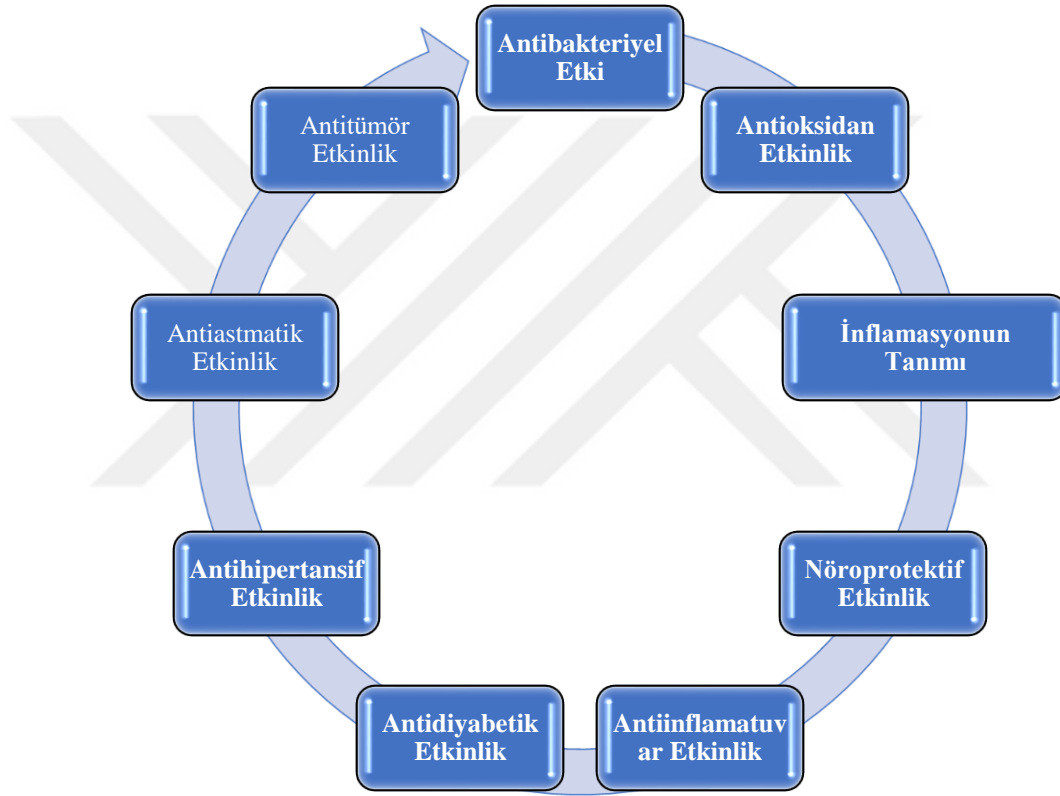 Antibakteriyel
Etki
Antioksidan
Etkinlik
İnflamasyonun
Tanımı
Nöroprotektif
Etkinlik
Antiinflamatuv
ar Etkinlik
Antidiyabetik
Etkinlik
Antihipertansif
Etkinlik
Antiastmatik
Etkinlik
Antitümör
Etkinlik